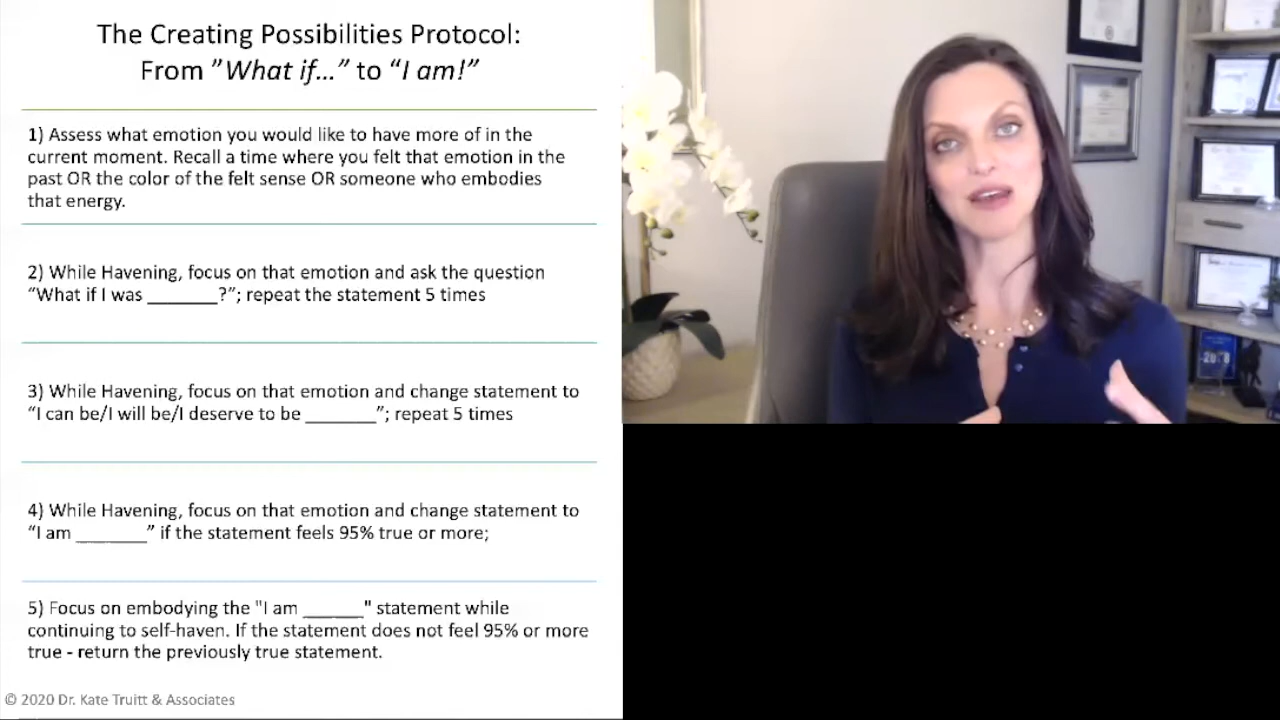 The Creating Possibilities Protocol:
From ”What if…” to “I am!”
1) Assess what emotion you would like to have more of in the
current moment. Recall a time where you felt that emotion in the
past OR the color of the felt sense OR someone who embodies
that energy.
2) While Havening, focus on that emotion and ask the question
“What if I was _______?”; repeat the statement 5 times
3) While Havening, focus on that emotion and change statement to
“I can be/I will be/I deserve to be _______”; repeat 5 times
4) While Havening, focus on that emotion and change statement to
“I am _______” if the statement feels 95% true or more;
5) Focus on embodying the "I am ______" statement while
continuing to self-haven. If the statement does not feel 95% or more
true - return the previously true statement.
© 2020 Dr. Kate Truitt & Associates